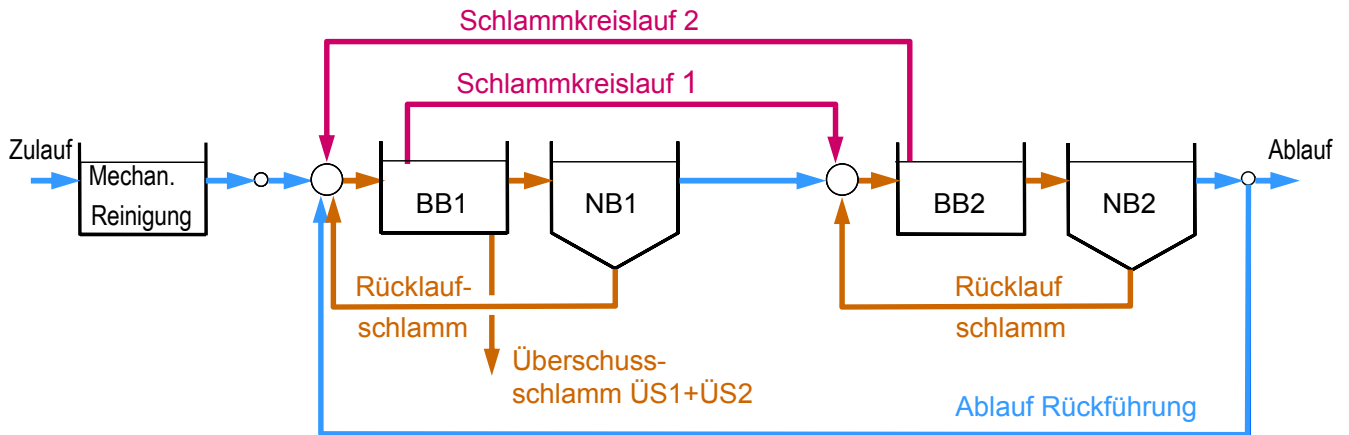 Schlammkreislauf 2
Schlammkreislauf 1
Zulauf
Mechan.
Reinigung
BB1
NB1
BB2
NB2
Ablauf
Rücklauf-
schlamm
Rücklauf
schlamm
Überschuss-
schlamm ÜS1+ÜS2
Ablauf Rückführung